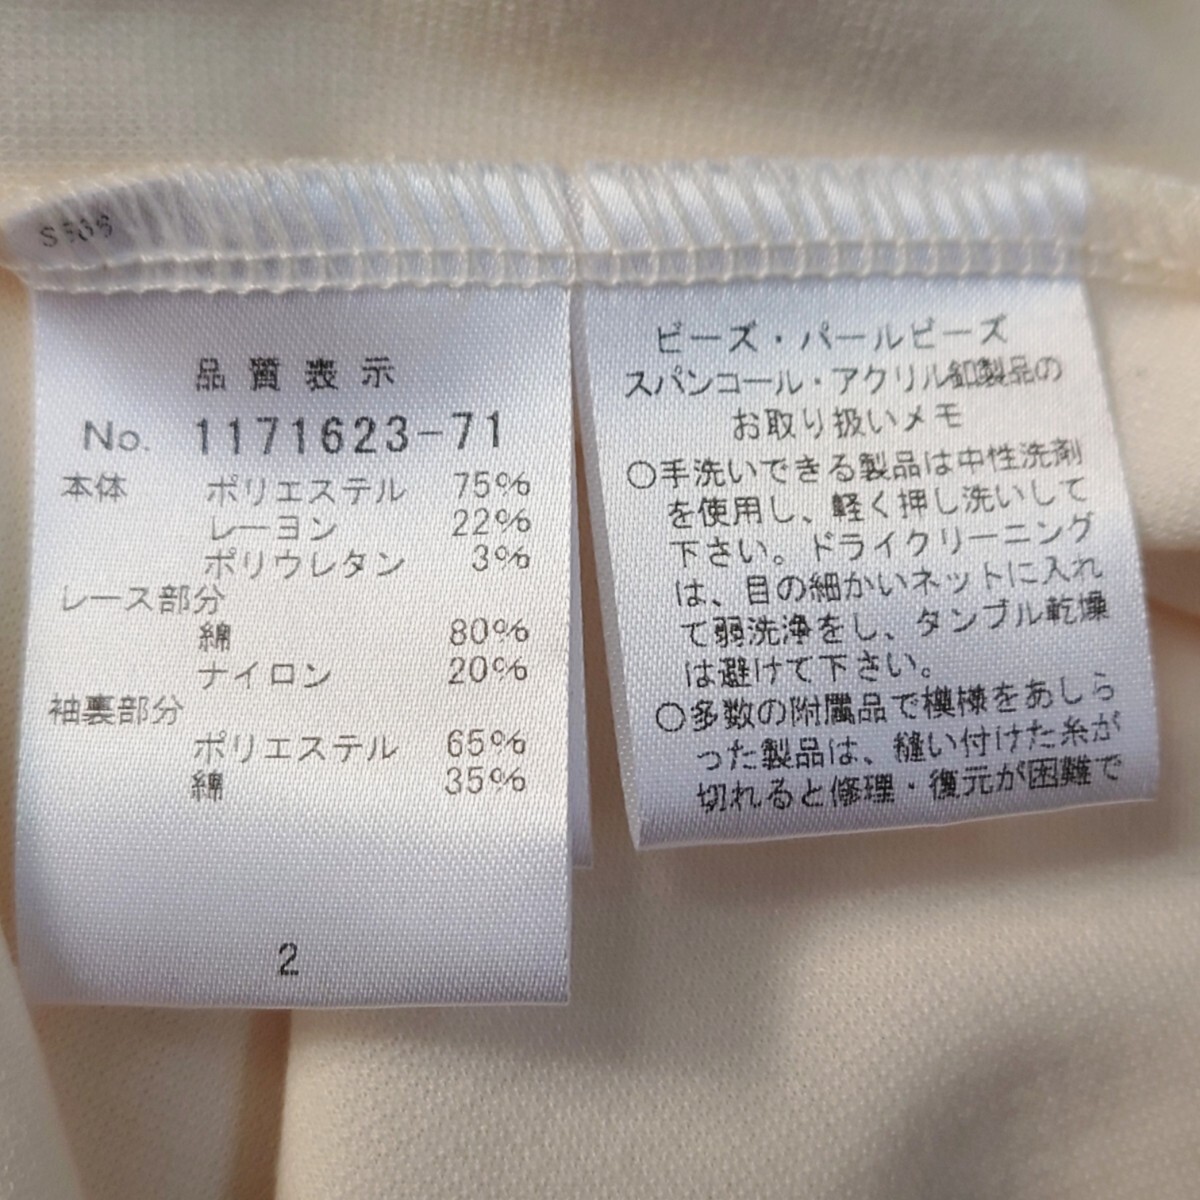 品質表示
No. 1171623-71
本体 ポリエステル 75%
レーヨン 22%
ポリウレタン 3%
レース部分
綿 80%
ナイロン 20%
袖裏部分
ポリエステル 65%
綿 35%
2
ビーズ・パールビーズ
スパンコール・アクリル釦製品の
お取り扱いメモ
○手洗いできる製品は中性洗剤
を使用し、軽く押し洗いして
下さい。ドライクリーニング
は、目の細かいネットに入れ
て弱洗浄をし、タンブル乾燥
は避けて下さい。
○多数の附属品で模様をあしら
った製品は、縫い付けた糸が
切れると修理・復元が困難で